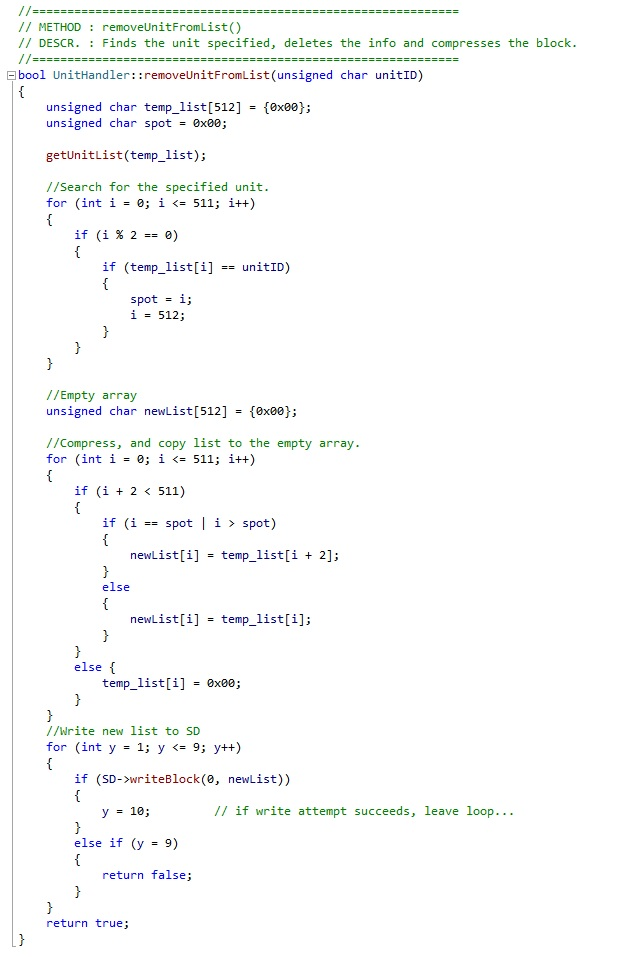 //==========================================================
// METHOD : removeUnitFromList()
// DESCR. : Finds the unit specified, deletes the info and compresses the block.
//==========================================================
bool UnitHandler::removeUnitFromList(unsigned char unitID)
{
    unsigned char temp_list[512] = {0x00};
    unsigned char spot = 0x00;

    getUnitList(temp_list);

    //Search for the specified unit.
    for (int i = 0; i <= 511; i++)
    {
        if (i % 2 == 0)
        {
            if (temp_list[i] == unitID)
            {
                spot = i;
                i = 512;
            }
        }
    }

    //Empty array
    unsigned char newList[512] = {0x00};

    //Compress, and copy list to the empty array.
    for (int i = 0; i <= 511; i++)
    {
        if (i + 2 < 511)
        {
            if (i == spot | i > spot)
            {
                newList[i] = temp_list[i + 2];
            }
            else
            {
                newList[i] = temp_list[i];
            }
        }
        else {
            temp_list[i] = 0x00;
        }
    }
    //Write new list to SD
    for (int y = 1; y <= 9; y++)
    {
        if (SD->writeBlock(0, newList))
        {
            y = 10;         // if write attempt succeeds, leave loop...
        }
        else if (y = 9)
        {
            return false;
        }
    }
    return true;
}